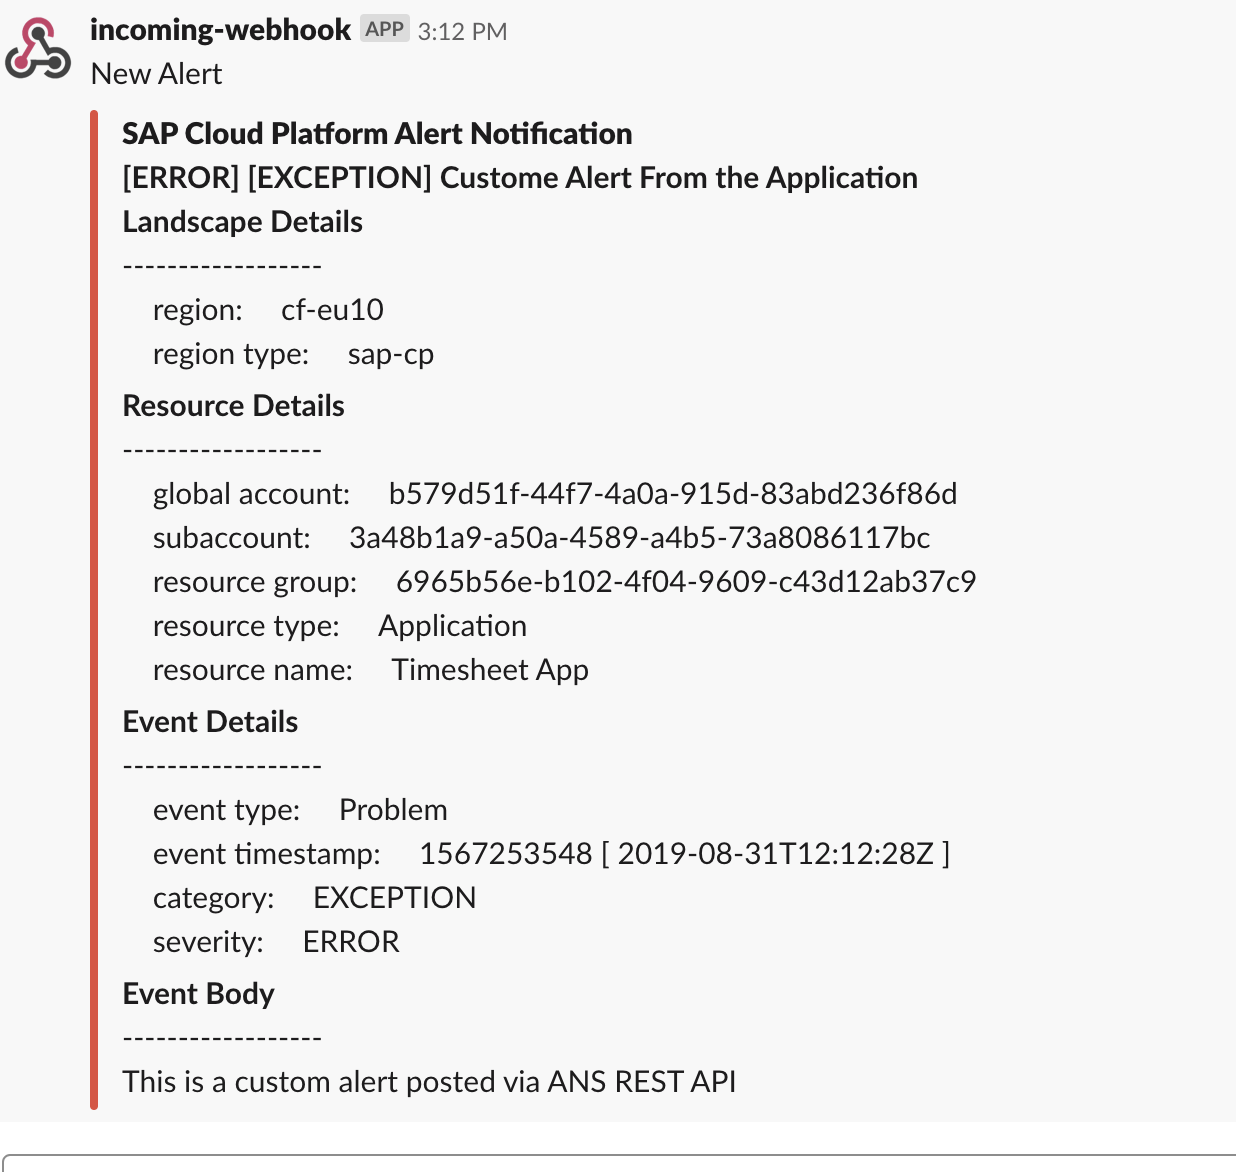 incoming-webhook APP 3:12 PM
New Alert
SAP Cloud Platform Alert Notification
[ERROR] [EXCEPTION] Custome Alert From the Application
Landscape Details
------------------
region: cf-eu10
region type: sap-cp
Resource Details
------------------
global account: b579d51f-44f7-4a0a-915d-83abd236f86d
subaccount: 3a48b1a9-a50a-4589-a4b5-73a8086117bc
resource group: 6965b56e-b102-4f04-9609-c43d12ab37c9
resource type: Application
resource name: Timesheet App
Event Details
------------------
event type: Problem
event timestamp: 1567253548 [ 2019-08-31T12:12:28Z ]
category: EXCEPTION
severity: ERROR
Event Body
------------------
This is a custom alert posted via ANS REST API